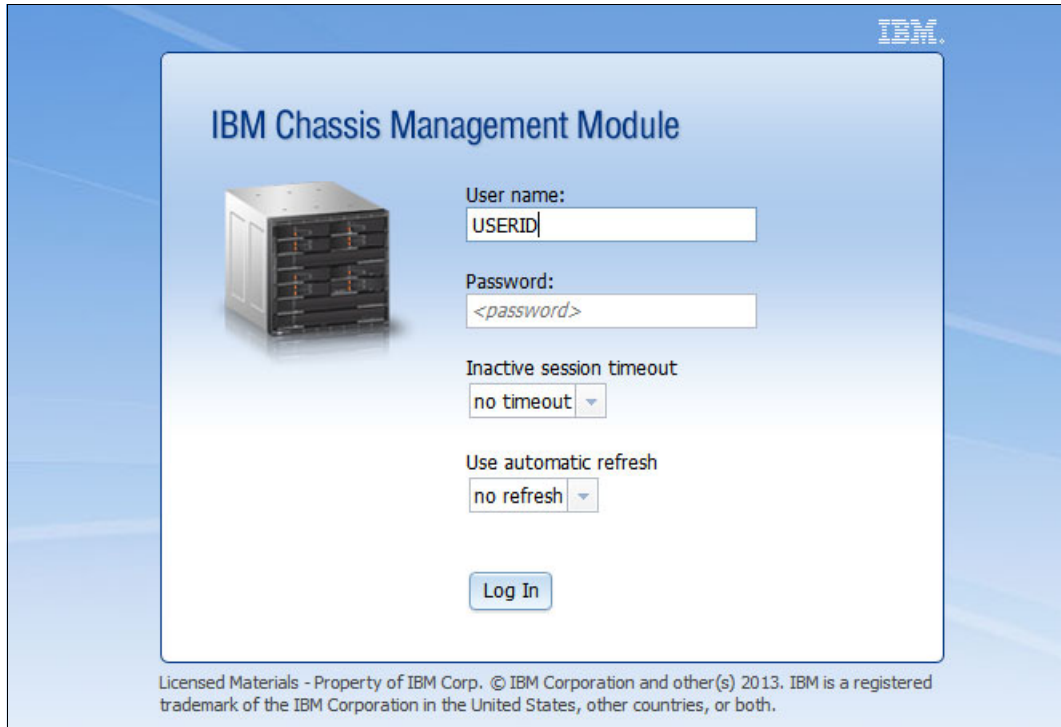 IBM.
IBM Chassis Management Module
User name:
USERID
Password:
<password>
Inactive session timeout
no timeout
Use automatic refresh
no refresh
Log In
Licensed Materials - Property of IBM Corp. © IBM Corporation and other(s) 2013. IBM is a registered
trademark of the IBM Corporation in the United States, other countries, or both.